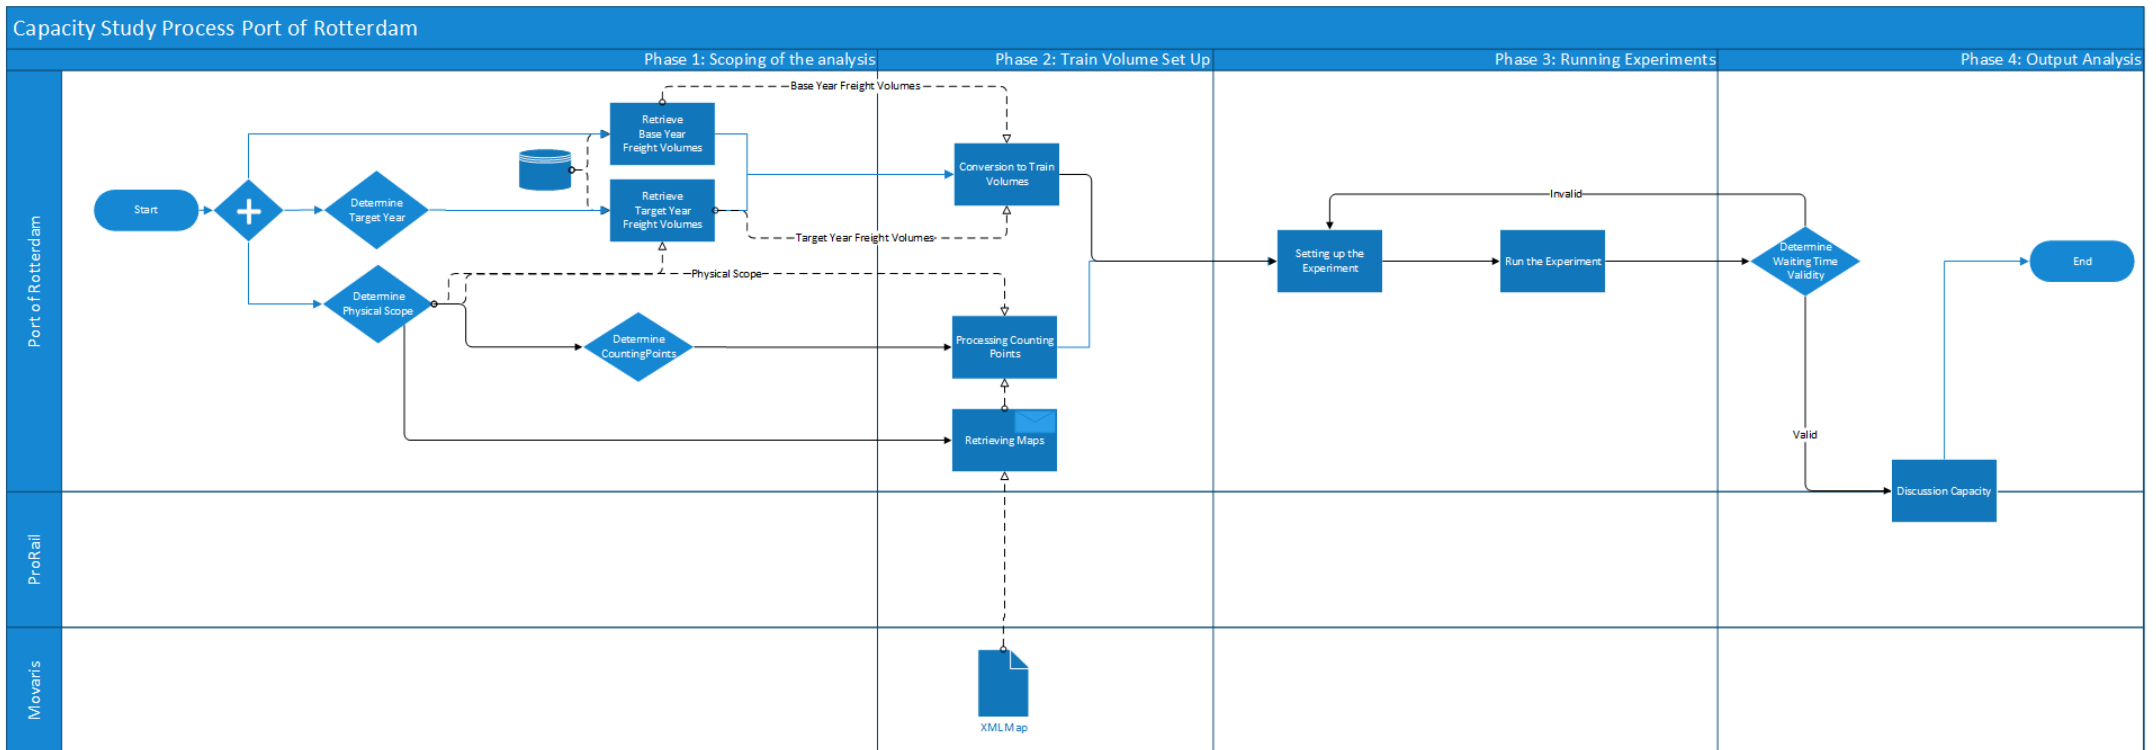 Capacity Study Process Port of Rotterdam
Phase 1: Scoping of the analysis
Phase 2: Train Volume Set Up
Phase 3: Running Experiments
Phase 4: Output Analysis
Port of Rotterdam
ProRail
Movaris
Start
Determine
Target Year
Determine
Physical Scope
Retrieve
Base Year
Freight Volumes
Retrieve
Target Year
Freight Volumes
Determine
CountingPoints
Base Year Freight Volumes
Target Year Freight Volumes
Physical Scope
Conversion to Train
Volumes
Processing Counting
Points
Retrieving Maps
XMLMap
Setting up the
Experiment
Run the Experiment
Invalid
Determine
Waiting Time
Validity
Valid
Discussion Capacity
End